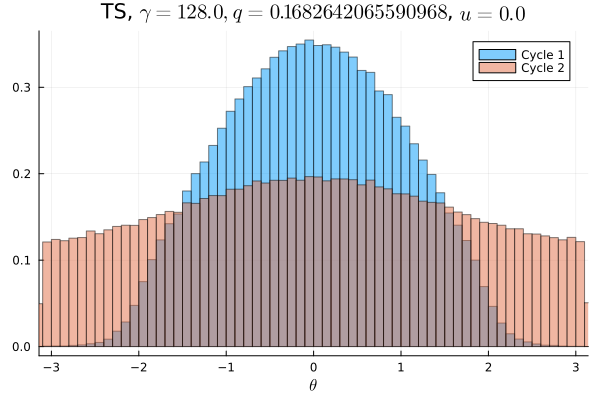 TS, γ = 128.0, q = 0.1682642065590968, u = 0.0
Cycle 1
Cycle 2
0.3
0.2
0.1
0.0
−3 −2 −1 0 1 2 3
θ